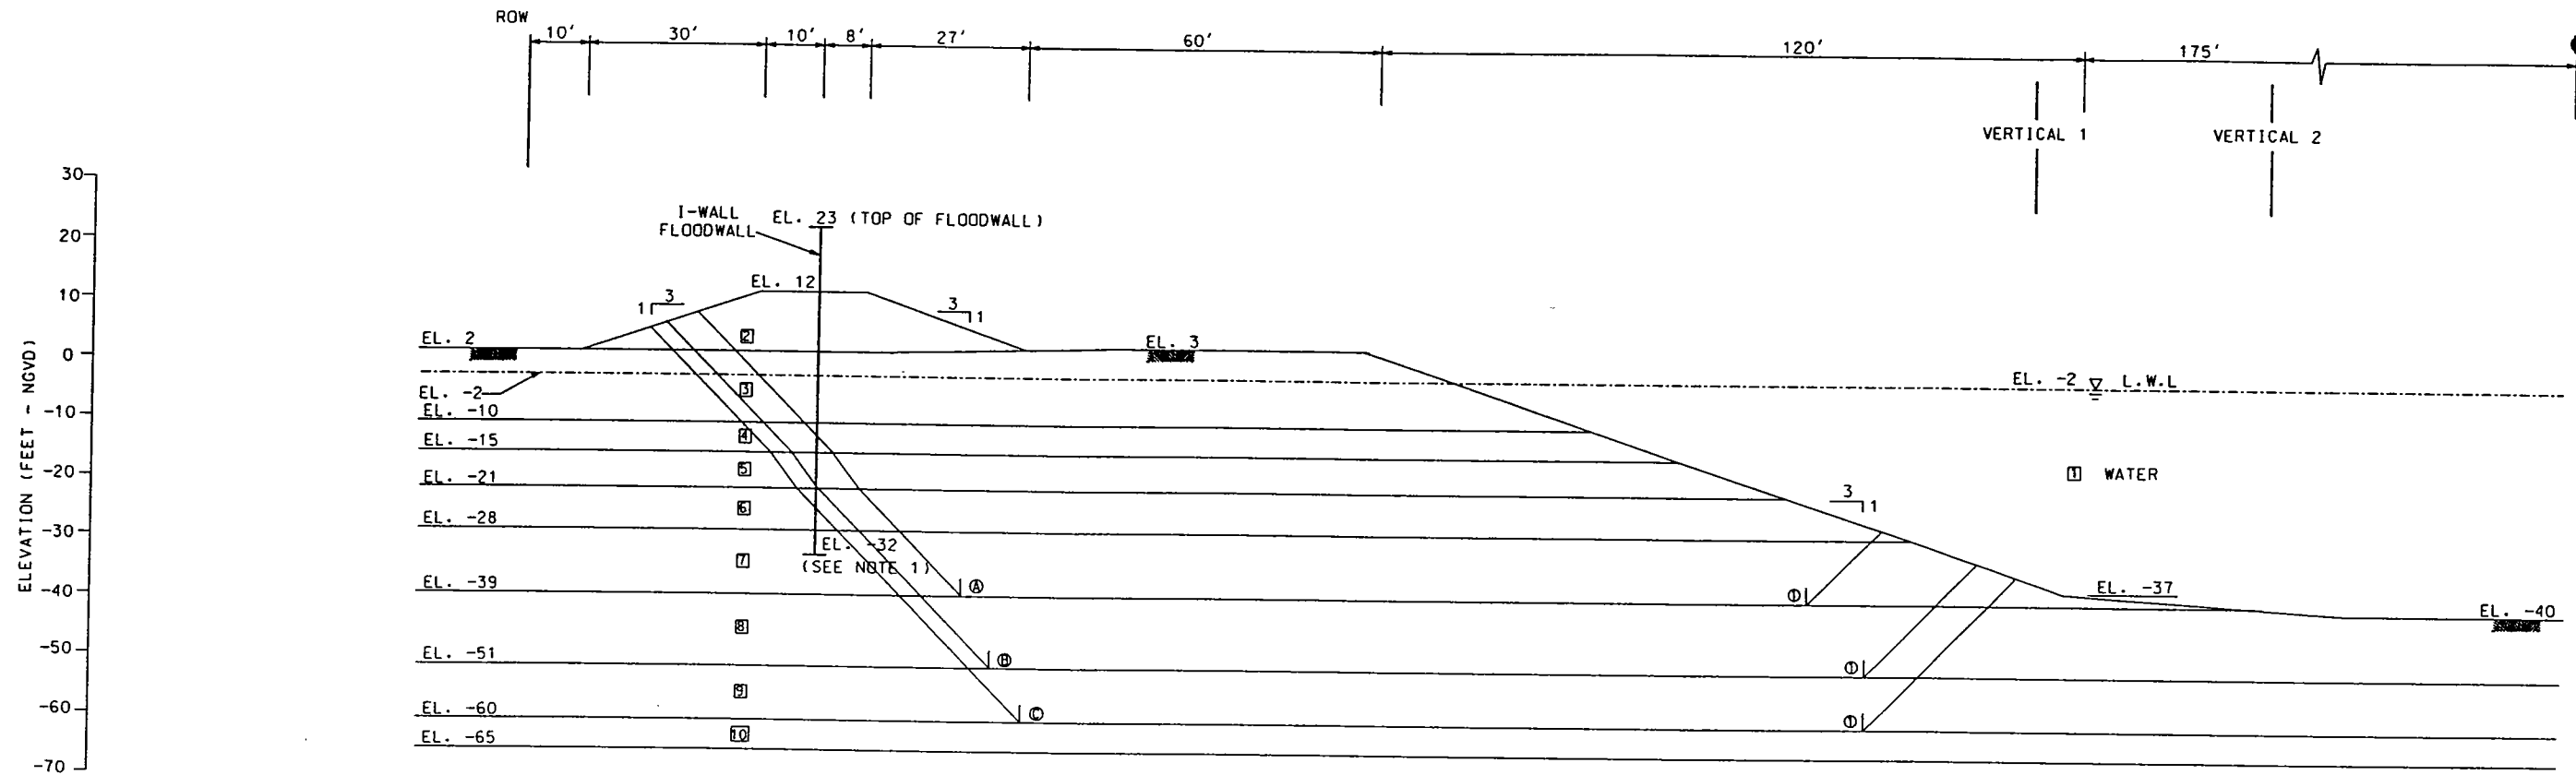 ROW
10' 30' 10' 8' 27' 60' 120' 175'
VERTICAL 1 VERTICAL 2
30
I-WALL
FLOODWALL
EL. 23 (TOP OF FLOODWALL)
20
EL. 12
10
3
1
3
1
2
EL. 2
EL. 3
0
EL. -2
EL. -2 L.W.L
3
EL. -10
-10
4
EL. -15
5
-20
1 WATER
EL. -21
6
3
1
EL. -28
-30
EL. -32
(SEE NOTE 1)
7
EL. -39
-40
A
1
EL. -37
EL. -40
8
-50
EL. -51
B
1
9
-60
EL. -60
C
1
10
EL. -65
-70
ELEVATION (FEET - NGVD)